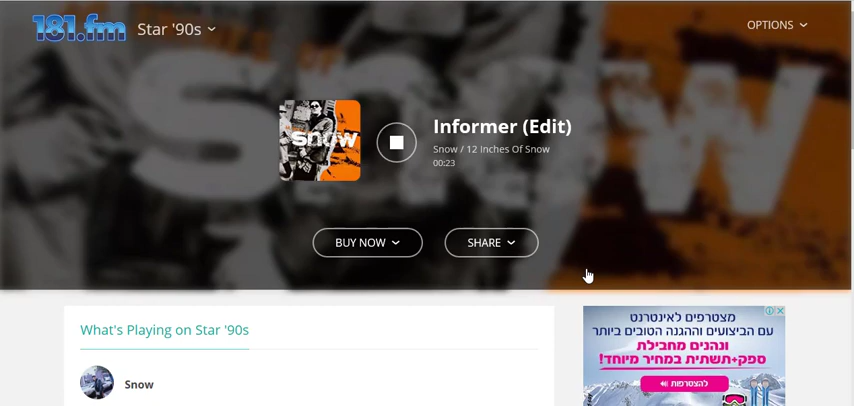 181.fm Star '90s
OPTIONS
snow
Informer (Edit)
Snow / 12 Inches Of Snow
00:23
BUY NOW
SHARE
What's Playing on Star '90s
Snow
מצטרפים לאינטרנט
עם הביצועים וההגנה הטובים ביותר
ונהנים מחבילת
ספק+תשתית במחיר מיוחד!
להצטרפות